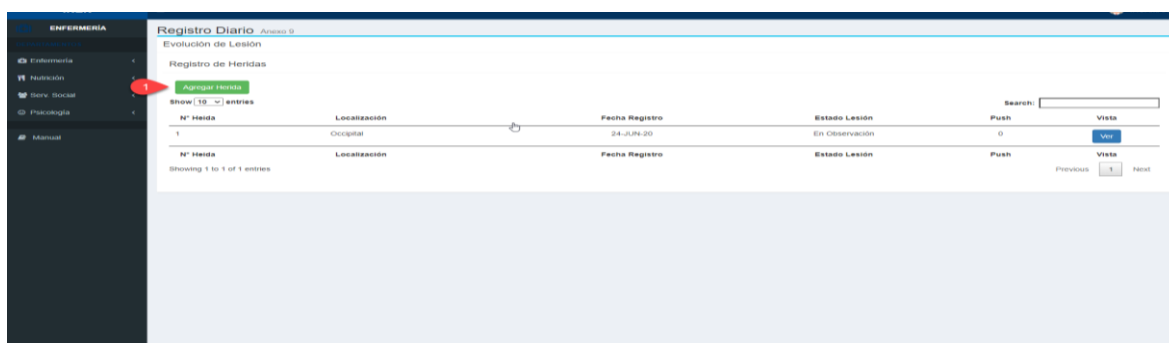 ENFERMERÍA
Registro Diario Anexo 9
Evolución de Lesión
Enfermería
Registro de Heridas
Nutrición
1
Agregar Herida
Serv. Social
Show 10 entries
Search:
Psicología
N° Heida Localización Fecha Registro Estado Lesión Push Vista
Manual
1 Occipital 24-JUN-20 En Observación 0 Ver
N° Heida Localización Fecha Registro Estado Lesión Push Vista
Showing 1 to 1 of 1 entries
Previous 1 Next